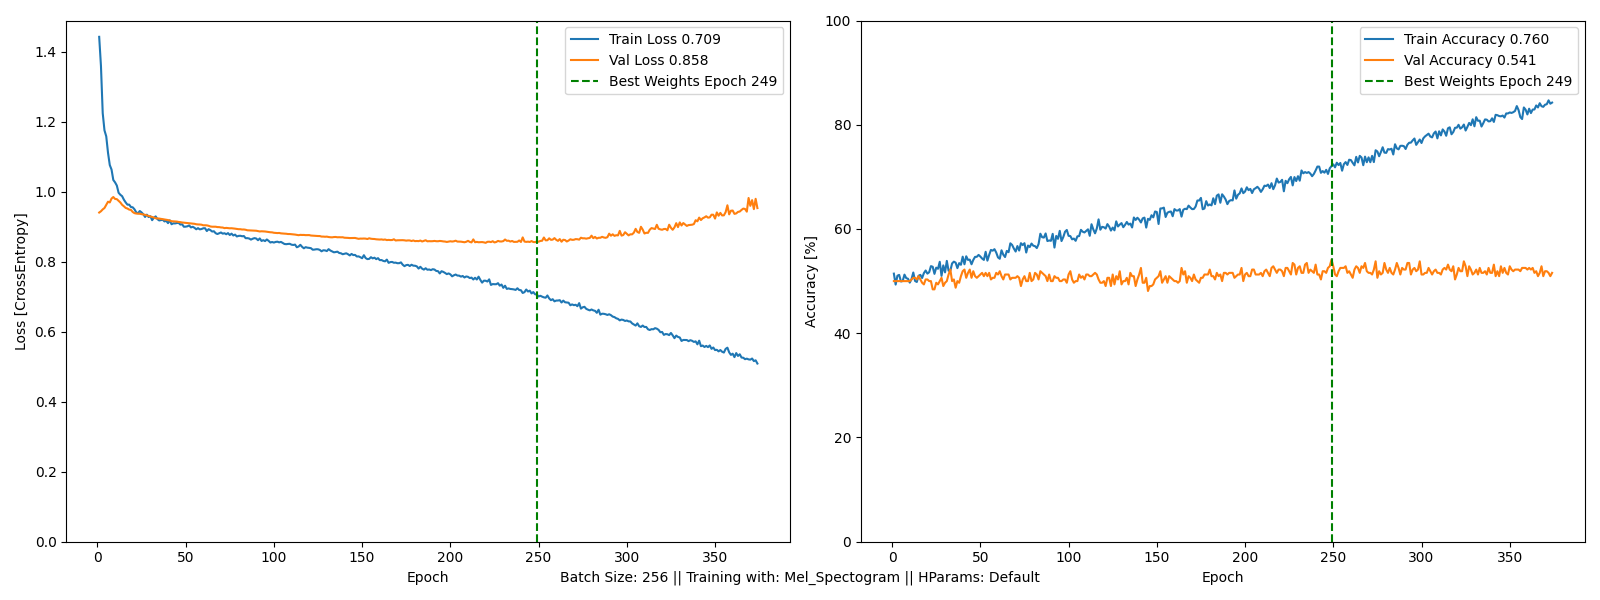 Train Loss 0.709
Val Loss 0.858
Best Weights Epoch 249
1.4
1.2
1.0
0.8
0.6
0.4
0.2
0.0
Loss [CrossEntropy]
0 50 100 150 200 250 300 350
Epoch
Train Accuracy 0.760
Val Accuracy 0.541
Best Weights Epoch 249
100
80
60
40
20
0
Accuracy [%]
0 50 100 150 200 250 300 350
Epoch
Batch Size: 256 || Training with: Mel_Spectogram || HParams: Default